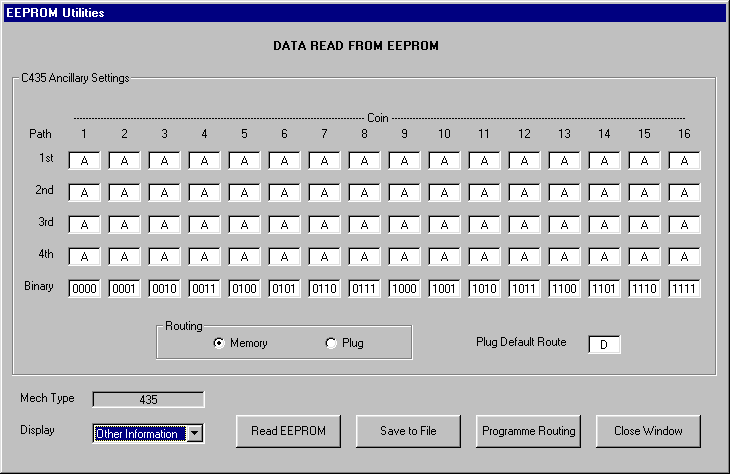 EEPROM Utilities
DATA READ FROM EEPROM
C435 Ancillary Settings
Coin
Path 1 2 3 4 5 6 7 8 9 10 11 12 13 14 15 16
1st A A A A A A A A A A A A A A A A
2nd A A A A A A A A A A A A A A A A
3rd A A A A A A A A A A A A A A A A
4th A A A A A A A A A A A A A A A A
Binary 0000 0001 0010 0011 0100 0101 0110 0111 1000 1001 1010 1011 1100 1101 1110 1111
Routing
Memory Plug Plug Default Route D
Mech Type 435
Display Other Information Read EEPROM Save to File Programme Routing Close Window